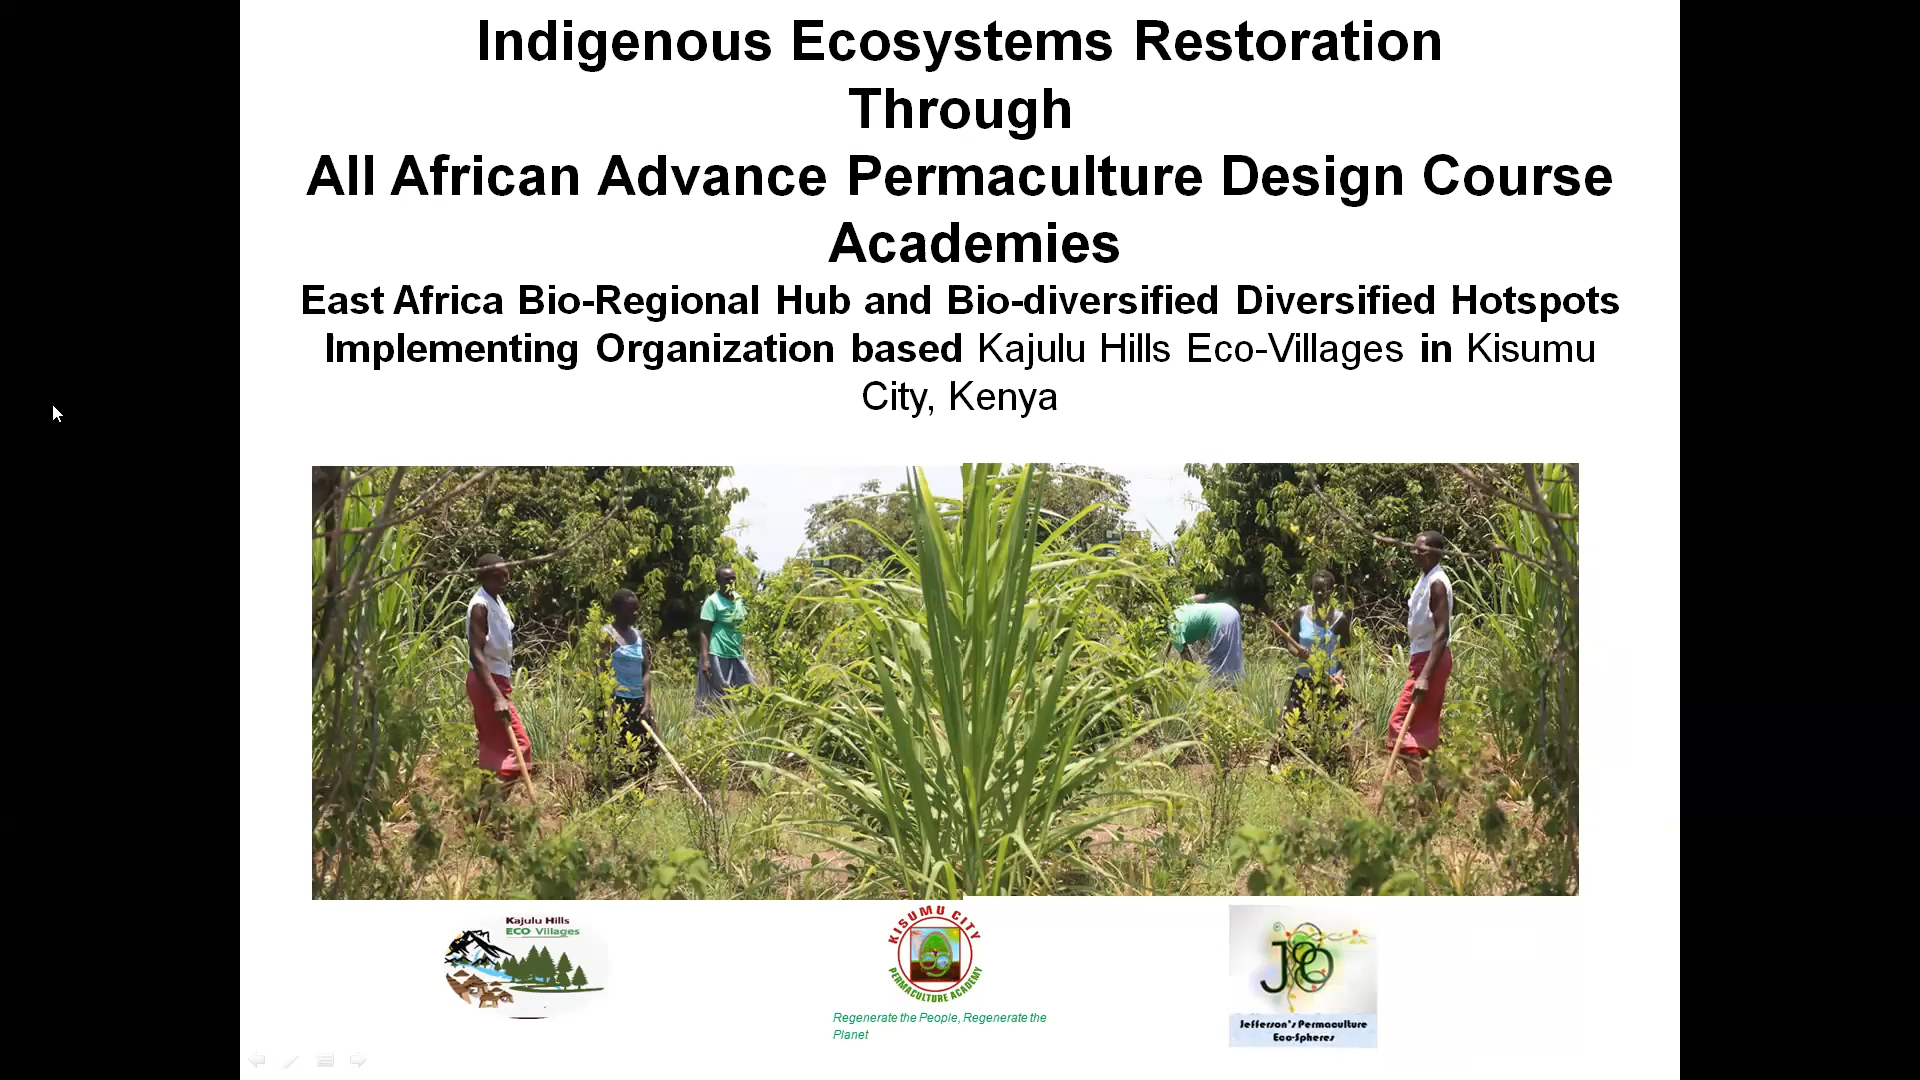 Indigenous Ecosystems Restoration
Through
All African Advance Permaculture Design Course
Academies
East Africa Bio-Regional Hub and Bio-diversified Diversified Hotspots
Implementing Organization based Kajulu Hills Eco-Villages in Kisumu
City, Kenya
Kajulu Hills
ECO Villages
KISUMU CITY
PERMACULTURE ACADEMY
Regenerate the People, Regenerate the
Planet
JPO
Jefferson's Permaculture
Eco-Spheres